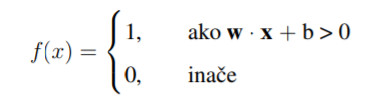 f(x) = { 1, ako w · x + b > 0
0, inače